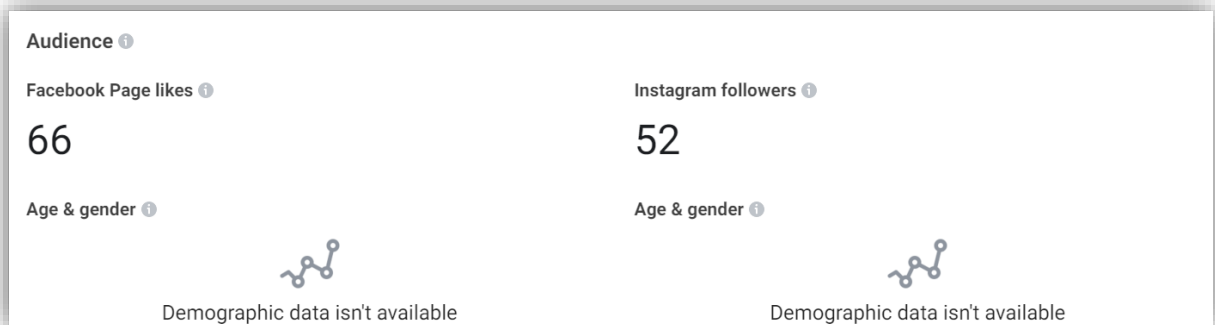 Audience
Facebook Page likes
Instagram followers
66
52
Age & gender
Age & gender
Demographic data isn't available
Demographic data isn't available